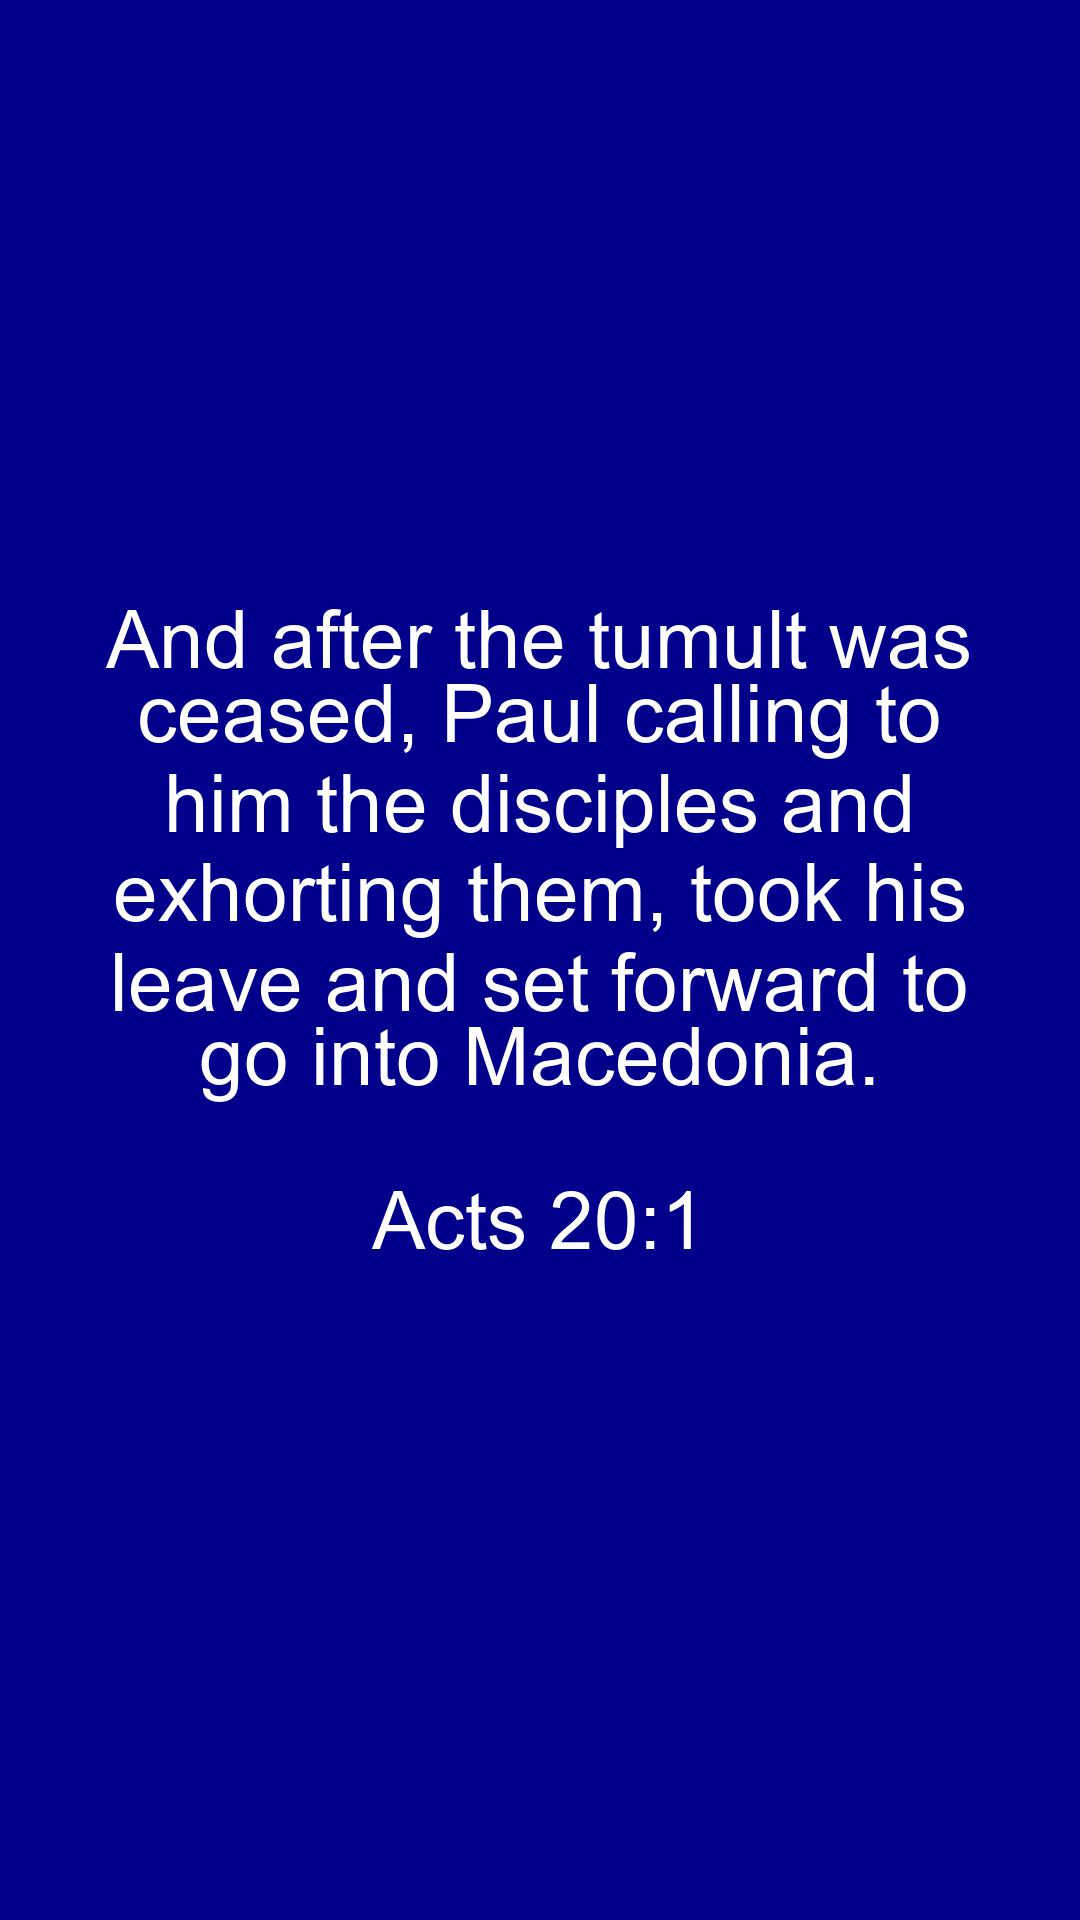 And after the tumult was
ceased, Paul calling to
him the disciples and
exhorting them, took his
leave and set forward to
go into Macedonia.
Acts 20:1